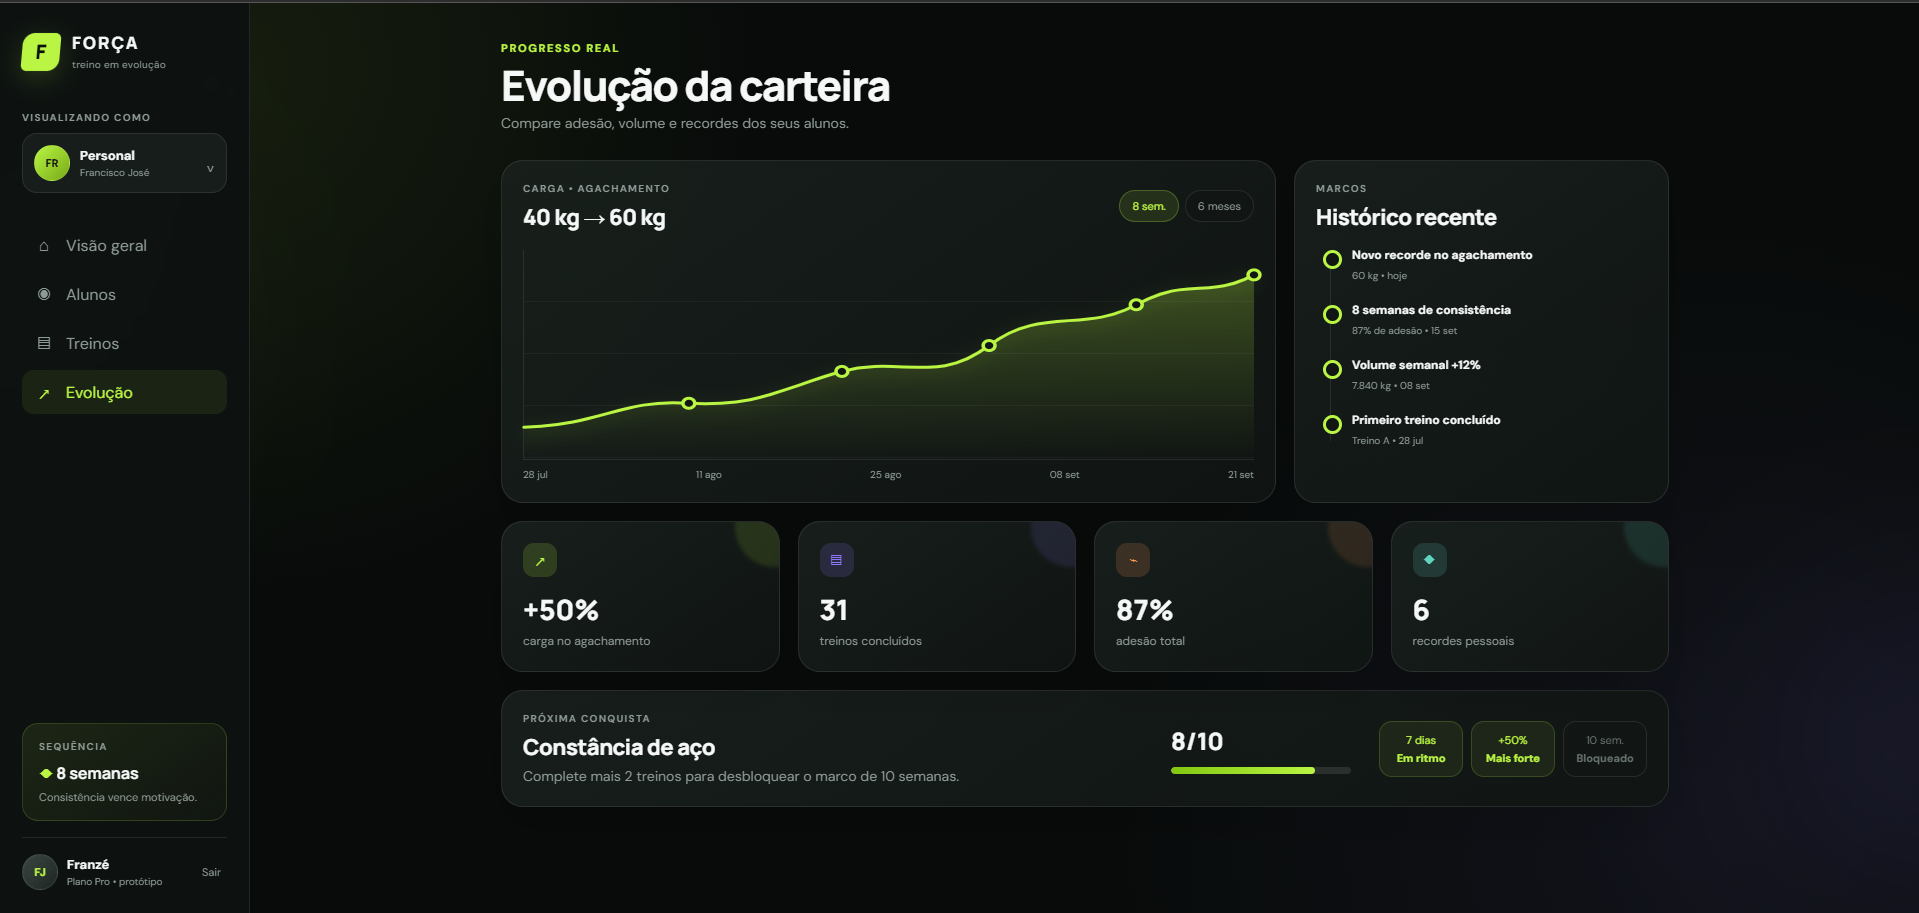 F
FORÇA
treino em evolução
VISUALIZANDO COMO
FR
Personal
Francisco José
v
Visão geral
Alunos
Treinos
Evolução
SEQUÊNCIA
8 semanas
Consistência vence motivação.
FJ
Franzé
Plano Pro • protótipo
Sair
PROGRESSO REAL
Evolução da carteira
Compare adesão, volume e recordes dos seus alunos.
CARGA • AGACHAMENTO
40 kg → 60 kg
8 sem.
6 meses
28 jul
11 ago
25 ago
08 set
21 set
MARCOS
Histórico recente
Novo recorde no agachamento
60 kg • hoje
8 semanas de consistência
87% de adesão • 15 set
Volume semanal +12%
7.840 kg • 08 set
Primeiro treino concluído
Treino A • 28 jul
+50%
carga no agachamento
31
treinos concluídos
87%
adesão total
6
recordes pessoais
PRÓXIMA CONQUISTA
Constância de aço
Complete mais 2 treinos para desbloquear o marco de 10 semanas.
8/10
7 dias
Em ritmo
+50%
Mais forte
10 sem.
Bloqueado